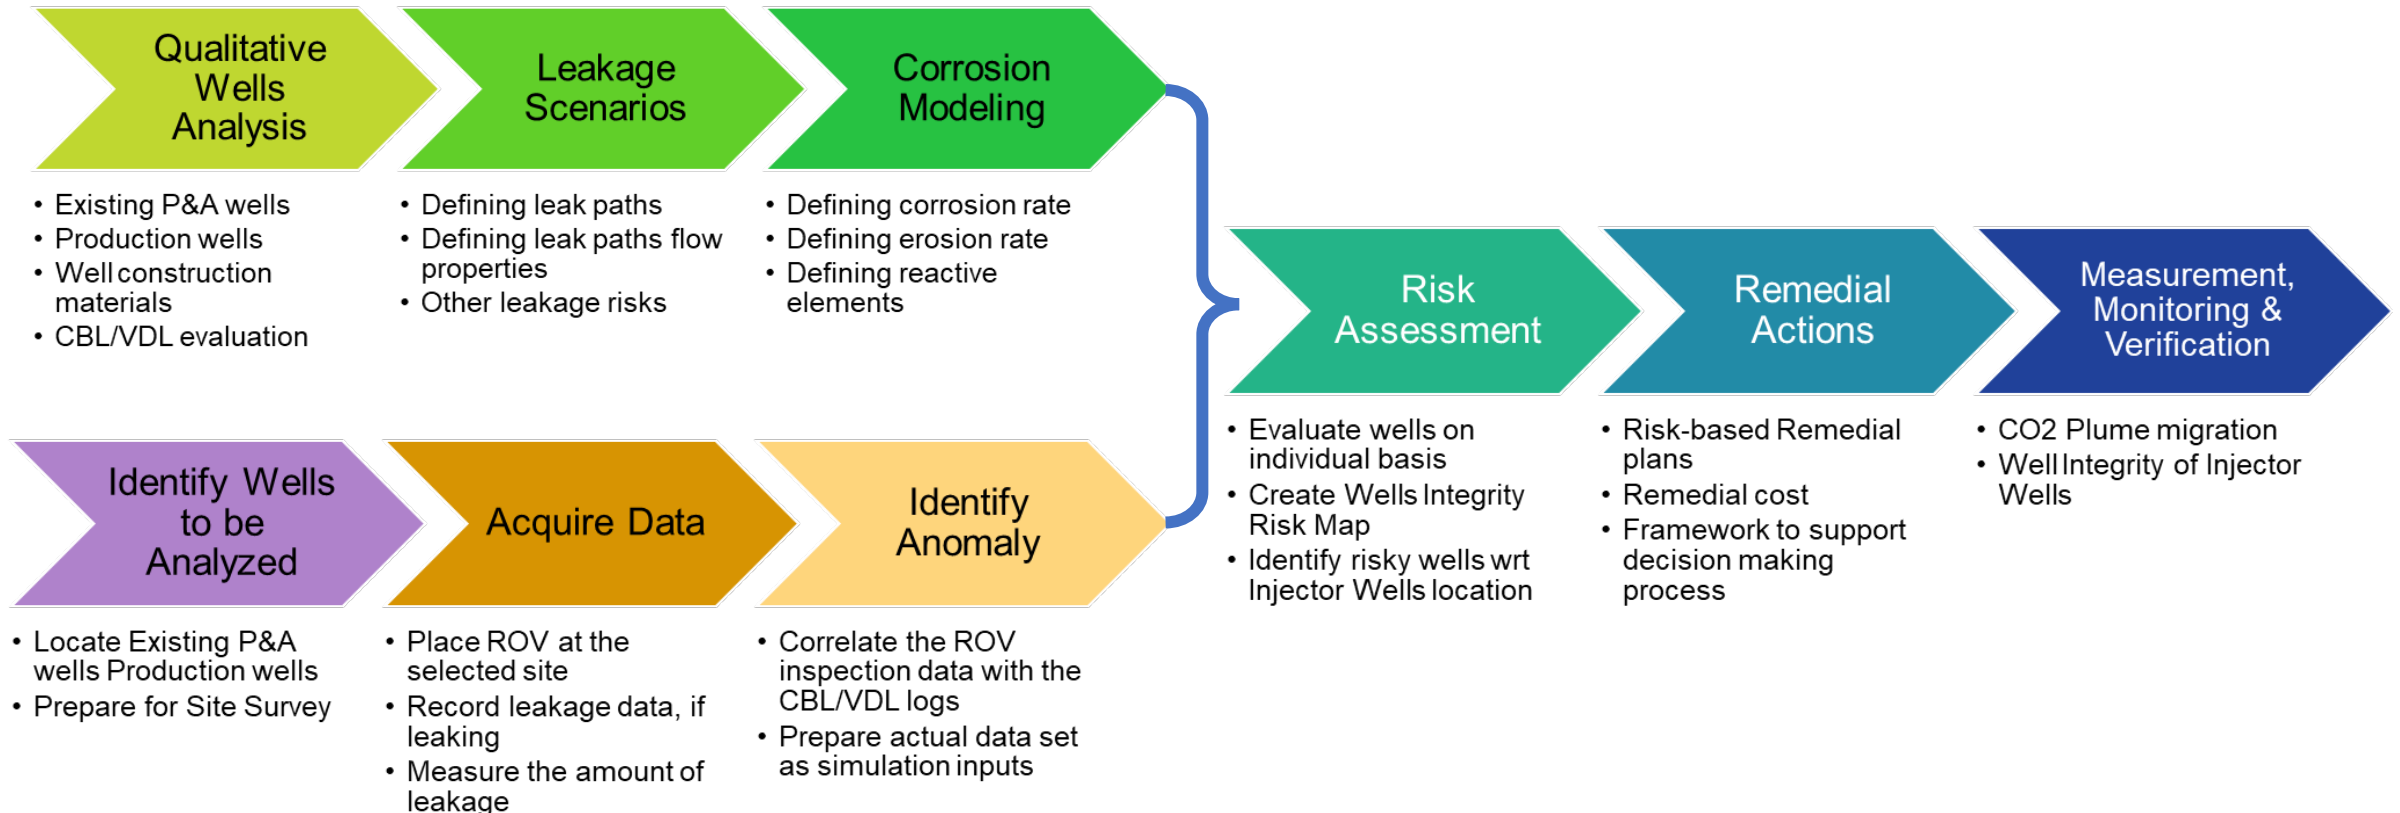 Qualitative
Wells
Analysis
• Existing P&A wells
• Production wells
• Well construction
materials
• CBL/VDL evaluation
Leakage
Scenarios
• Defining leak paths
• Defining leak paths flow
properties
• Other leakage risks
Corrosion
Modeling
• Defining corrosion rate
• Defining erosion rate
• Defining reactive
elements
Identify Wells
to be
Analyzed
• Locate Existing P&A
wells Production wells
• Prepare for Site Survey
Acquire Data
• Place ROV at the
selected site
• Record leakage data, if
leaking
• Measure the amount of
leakage
Identify
Anomaly
• Correlate the ROV
inspection data with the
CBL/VDL logs
• Prepare actual data set
as simulation inputs
Risk
Assessment
• Evaluate wells on
individual basis
• Create Wells Integrity
Risk Map
• Identify risky wells wrt
Injector Wells location
Remedial
Actions
• Risk-based Remedial
plans
• Remedial cost
• Framework to support
decision making
process
Measurement,
Monitoring &
Verification
• CO2 Plume migration
• Well Integrity of Injector
Wells